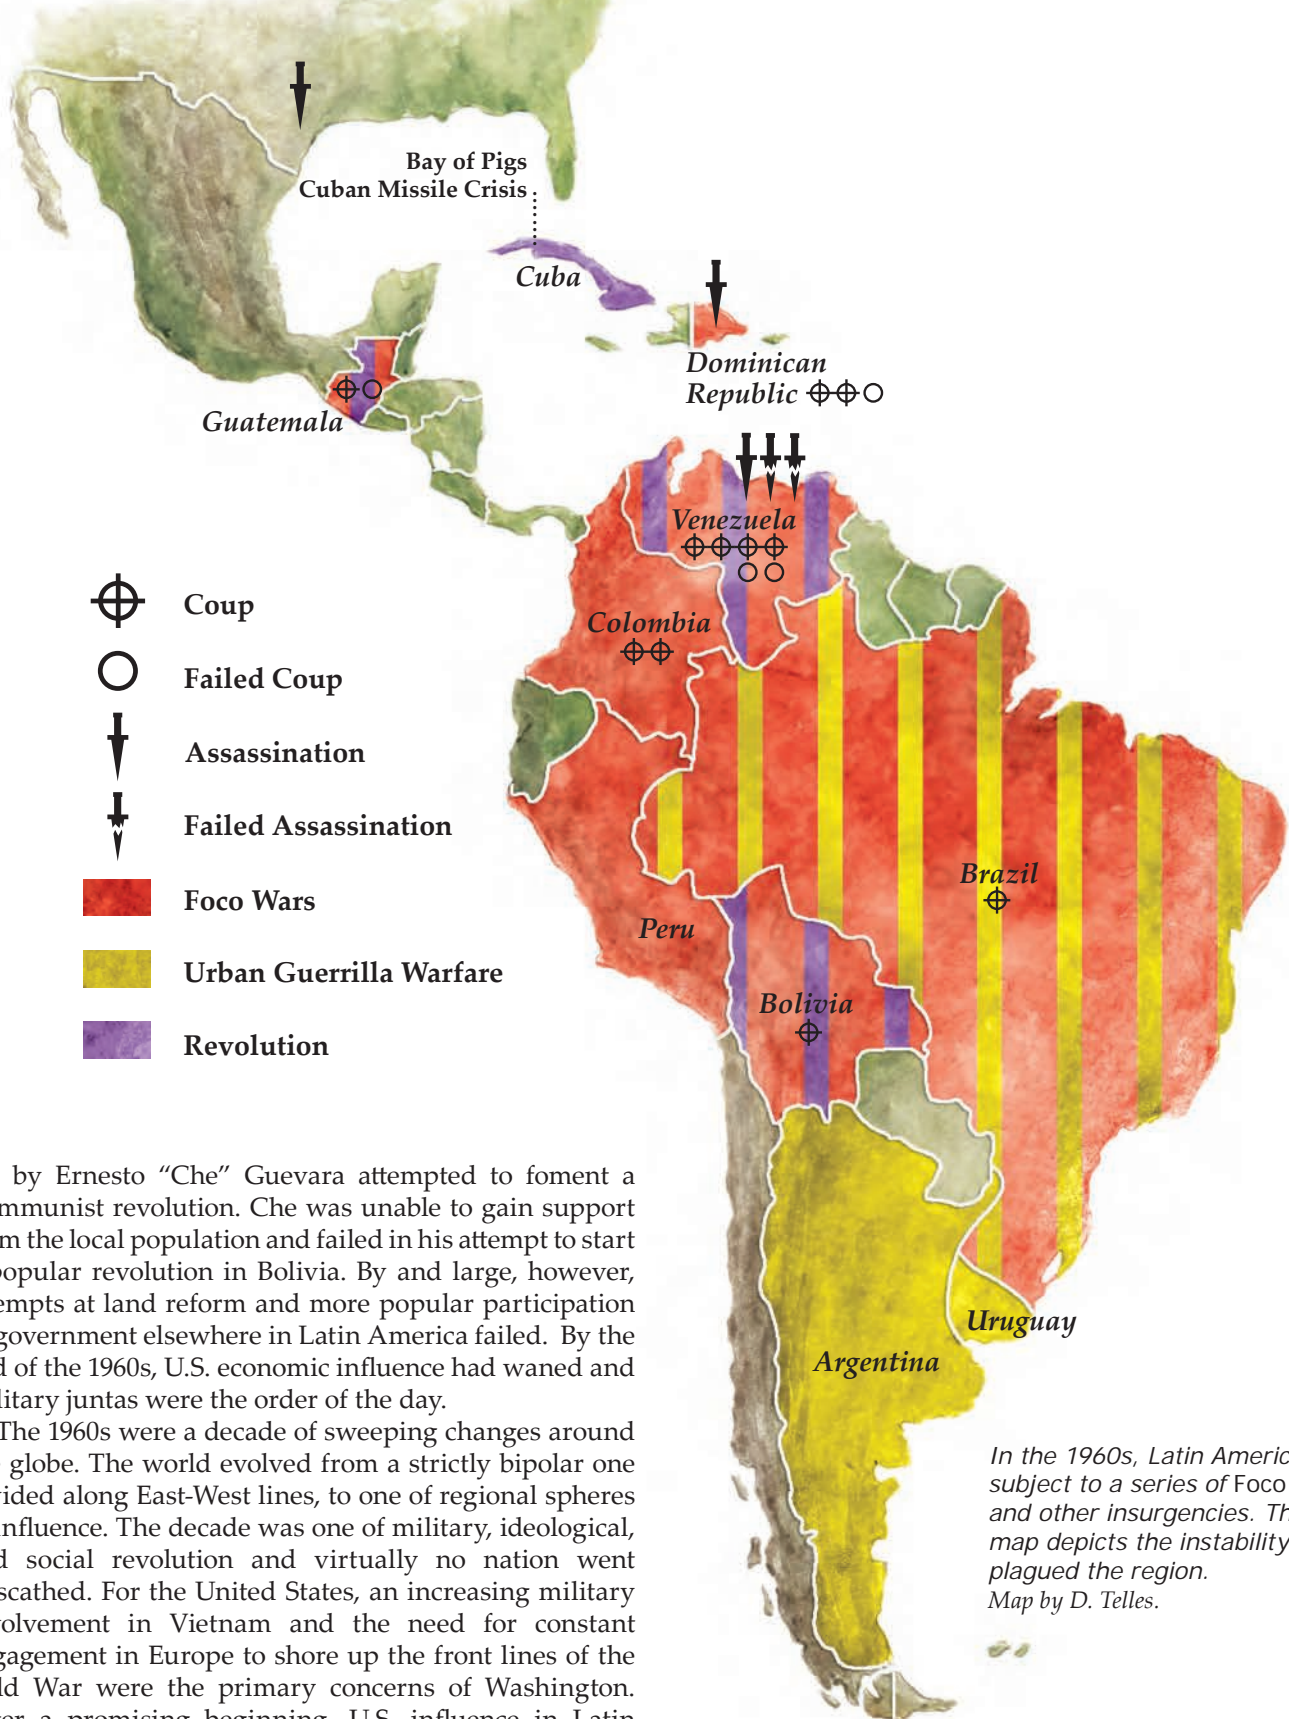 Bay of Pigs
Cuban Missile Crisis
Cuba
Dominican
Republic
Guatemala
Venezuela
Colombia
Coup
Failed Coup
Assassination
Failed Assassination
Foco Wars
Urban Guerrilla Warfare
Revolution
Brazil
Peru
Bolivia
Uruguay
Argentina
by Ernesto “Che” Guevara attempted to foment a
mmunist revolution. Che was unable to gain support
m the local population and failed in his attempt to start
popular revolution in Bolivia. By and large, however,
empts at land reform and more popular participation
government elsewhere in Latin America failed. By the
d of the 1960s, U.S. economic influence had waned and
litary juntas were the order of the day.
The 1960s were a decade of sweeping changes around
globe. The world evolved from a strictly bipolar one
vided along East-West lines, to one of regional spheres
influence. The decade was one of military, ideological,
d social revolution and virtually no nation went
scathed. For the United States, an increasing military
volvement in Vietnam and the need for constant
gagement in Europe to shore up the front lines of the
ld War were the primary concerns of Washington.
er a promising beginning, U.S. influence in Latin
In the 1960s, Latin Americ
subject to a series of Foco
and other insurgencies. Th
map depicts the instability
plagued the region.
Map by D. Telles.